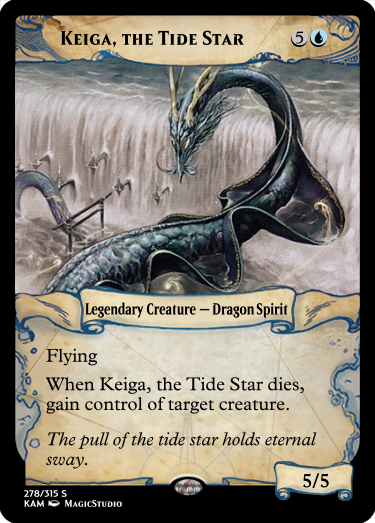 Keiga, the Tide Star 5
Legendary Creature — Dragon Spirit
Flying
When Keiga, the Tide Star dies,
gain control of target creature.
The pull of the tide star holds eternal
sway.
5/5
278/315 S
KAM MagicStudio